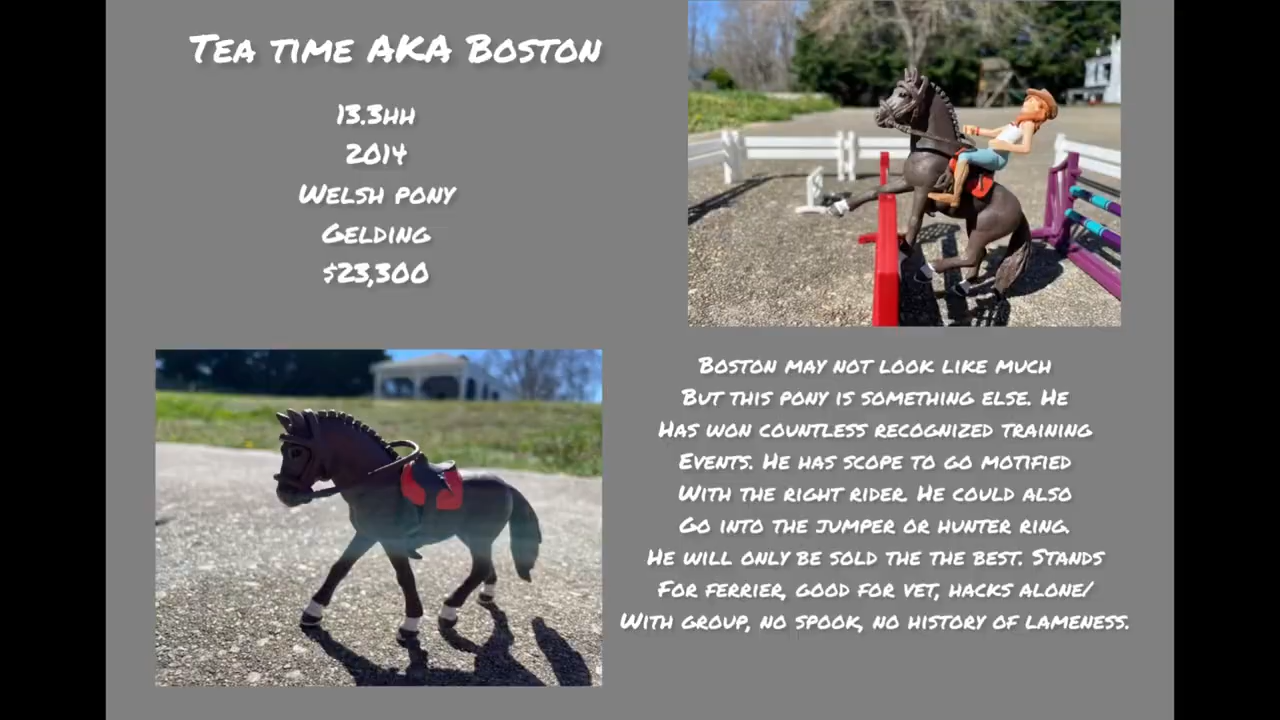 Tea time AKA Boston
13.3hh
2014
Welsh pony
Gelding
$23,300
Boston may not look like much
But this pony is something else. He
Has won countless recognized training
Events. He has scope to go motified
With the right rider. He could also
Go into the jumper or hunter ring.
He will only be sold the the best. Stands
For ferrier, good for vet, hacks alone/
With group, no spook, no history of lameness.